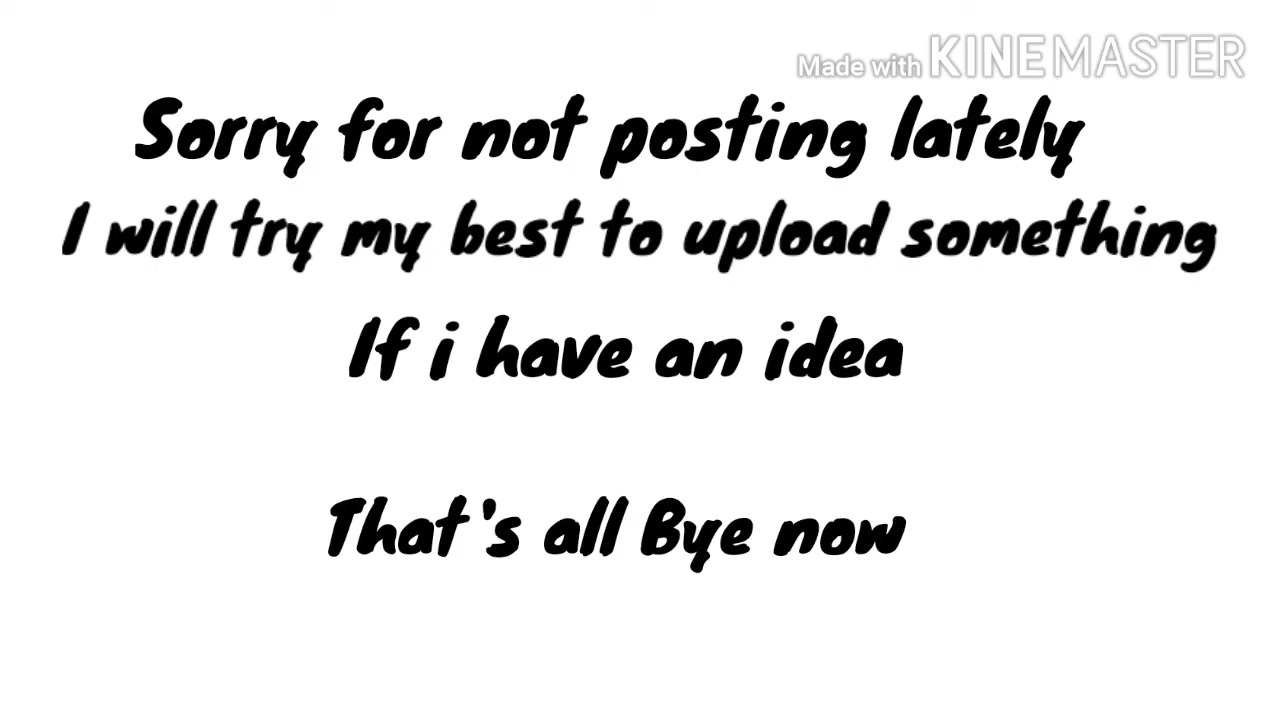 Made with KINEMASTER
Sorry for not posting lately
I will try my best to upload something
If i have an idea
That's all Bye now